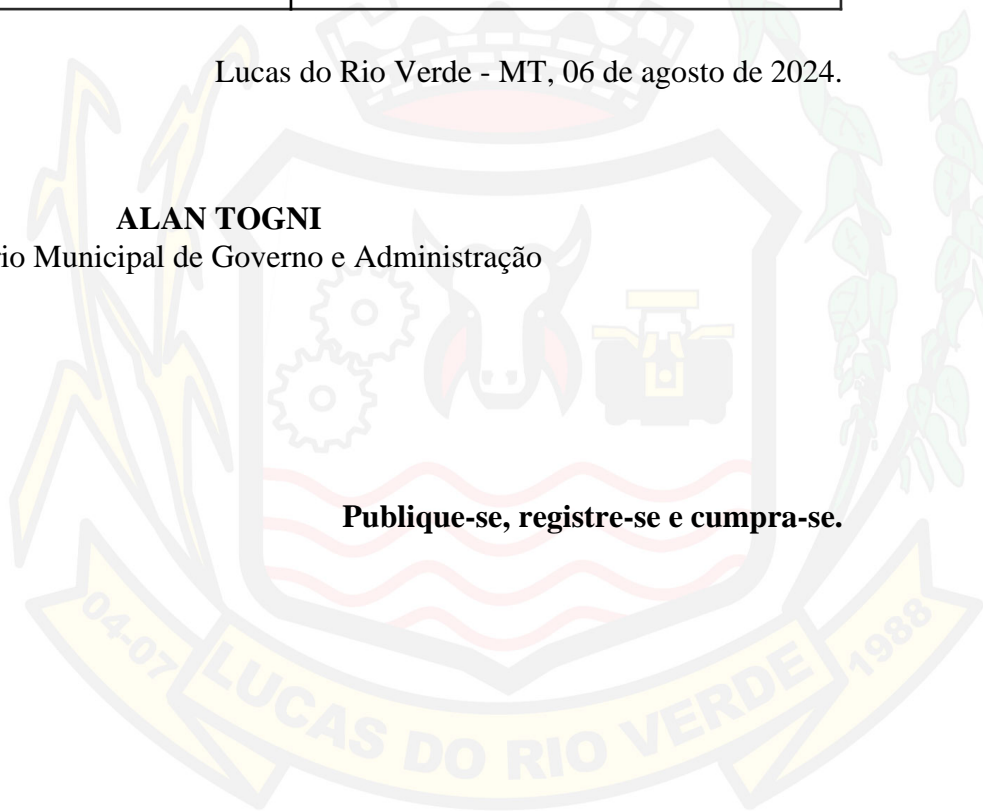 Lucas do Rio Verde - MT, 06 de agosto de 2024.
ALAN TOGNI
Municipal de Governo e Administração
Publique-se, registre-se e cumpra-se.
04-07
LUCAS DO RIO VERDE
1988